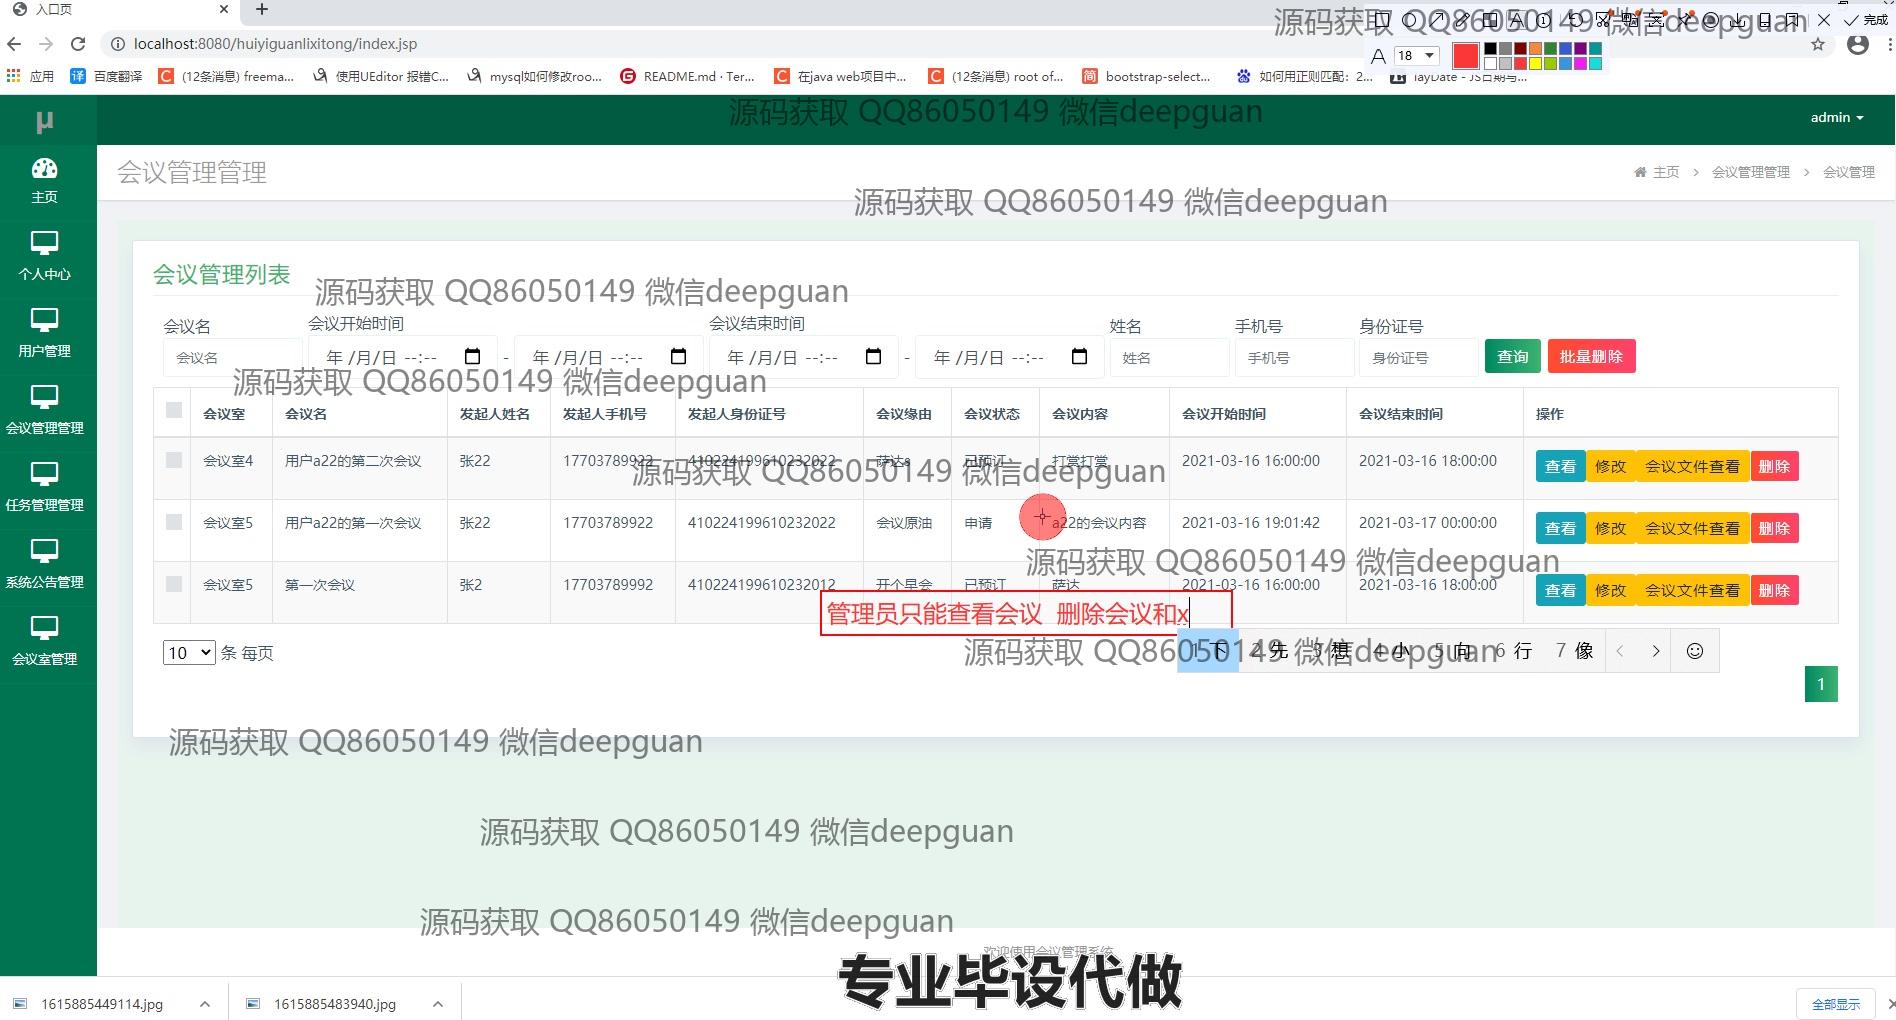 入口页
localhost:8080/huiyiguanlixitong/index.jsp
源码获取 QQ86050149 微信deepguan
完成
18
应用
百度翻译
(12条消息) freema...
使用UEditor 报错C...
mysql如何修改roo...
README.md · Ter...
在java web项目中...
(12条消息) root of...
bootstrap-select...
如何用正则匹配：2...
layDate - JS日期与...
源码获取 QQ86050149 微信deepguan
admin
μ
主页
个人中心
用户管理
会议管理管理
任务管理管理
系统公告管理
会议室管理
会议管理管理
主页 > 会议管理管理 > 会议管理
源码获取 QQ86050149 微信deepguan
会议管理列表
源码获取 QQ86050149 微信deepguan
会议名 会议开始时间 会议结束时间 姓名 手机号 身份证号
会议名 年 /月/日 --:-- - 年 /月/日 --:-- 年 /月/日 --:-- - 年 /月/日 --:-- 姓名 手机号 身份证号 查询 批量删除
源码获取 QQ86050149 微信deepguan
会议室 会议名 发起人姓名 发起人手机号 发起人身份证号 会议缘由 会议状态 会议内容 会议开始时间 会议结束时间 操作
会议室4 用户a22的第二次会议 张22 17703789922 410224199610232022 萨达s 已预订 打赏打赏 2021-03-16 16:00:00 2021-03-16 18:00:00 查看 修改 会议文件查看 删除
源码获取 QQ86050149 微信deepguan
会议室5 用户a22的第一次会议 张22 17703789922 410224199610232022 会议原油 申请 a22的会议内容 2021-03-16 19:01:42 2021-03-17 00:00:00 查看 修改 会议文件查看 删除
源码获取 QQ86050149 微信deepguan
会议室5 第一次会议 张2 17703789992 410224199610232012 开个早会 已预订 萨达 2021-03-16 16:00:00 2021-03-16 18:00:00 查看 修改 会议文件查看 删除
管理员只能查看会议 删除会议和x
10 条 每页
1 下 2 先 3 想 4 小 5 向 6 行 7 像
源码获取 QQ86050149 微信deepguan
1
源码获取 QQ86050149 微信deepguan
源码获取 QQ86050149 微信deepguan
源码获取 QQ86050149 微信deepguan
欢迎使用会议管理系统
专业毕设代做
1615885449114.jpg
1615885483940.jpg
全部显示